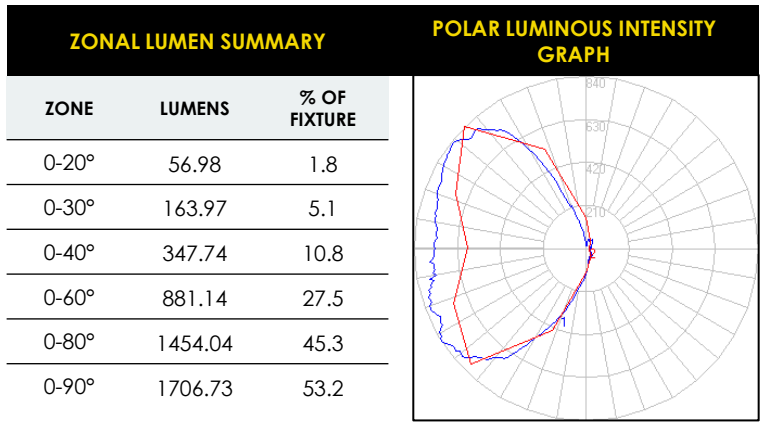 ZONAL LUMEN SUMMARY
ZONE LUMENS % OF FIXTURE
0-20° 56.98 1.8
0-30° 163.97 5.1
0-40° 347.74 10.8
0-60° 881.14 27.5
0-80° 1454.04 45.3
0-90° 1706.73 53.2
POLAR LUMINOUS INTENSITY
GRAPH
840
630
420
210
1